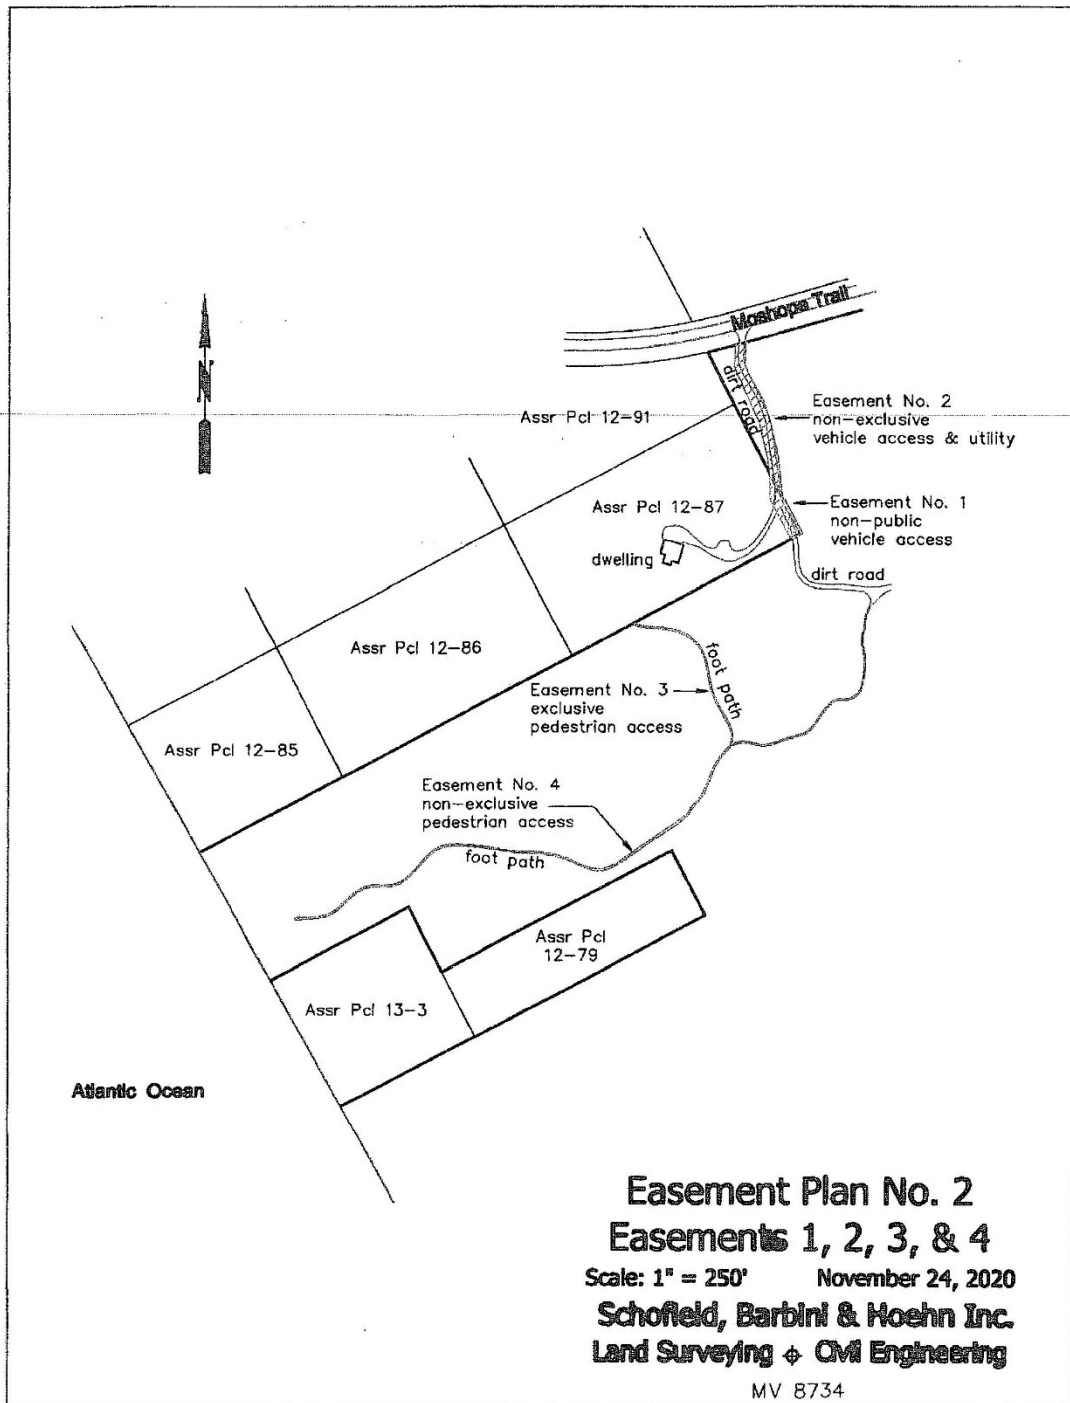 Moshops Trail
dirt road
N
Assr Pcl 12-91
Easement No. 2
non-exclusive
vehicle access & utility
Assr Pcl 12-87
Easement No. 1
non-public
vehicle access
dwelling
dirt road
Assr Pcl 12-86
foot path
Easement No. 3
exclusive
pedestrian access
Assr Pcl 12-85
Easement No. 4
non-exclusive
pedestrian access
foot path
Assr Pcl
12-79
Assr Pcl 13-3
Atlantic Ocean
Easement Plan No. 2
Easements 1, 2, 3, & 4
Scale: 1" = 250' November 24, 2020
Schofield, Barbini & Hoehn Inc.
Land Surveying Civil Engineering
MV 8734